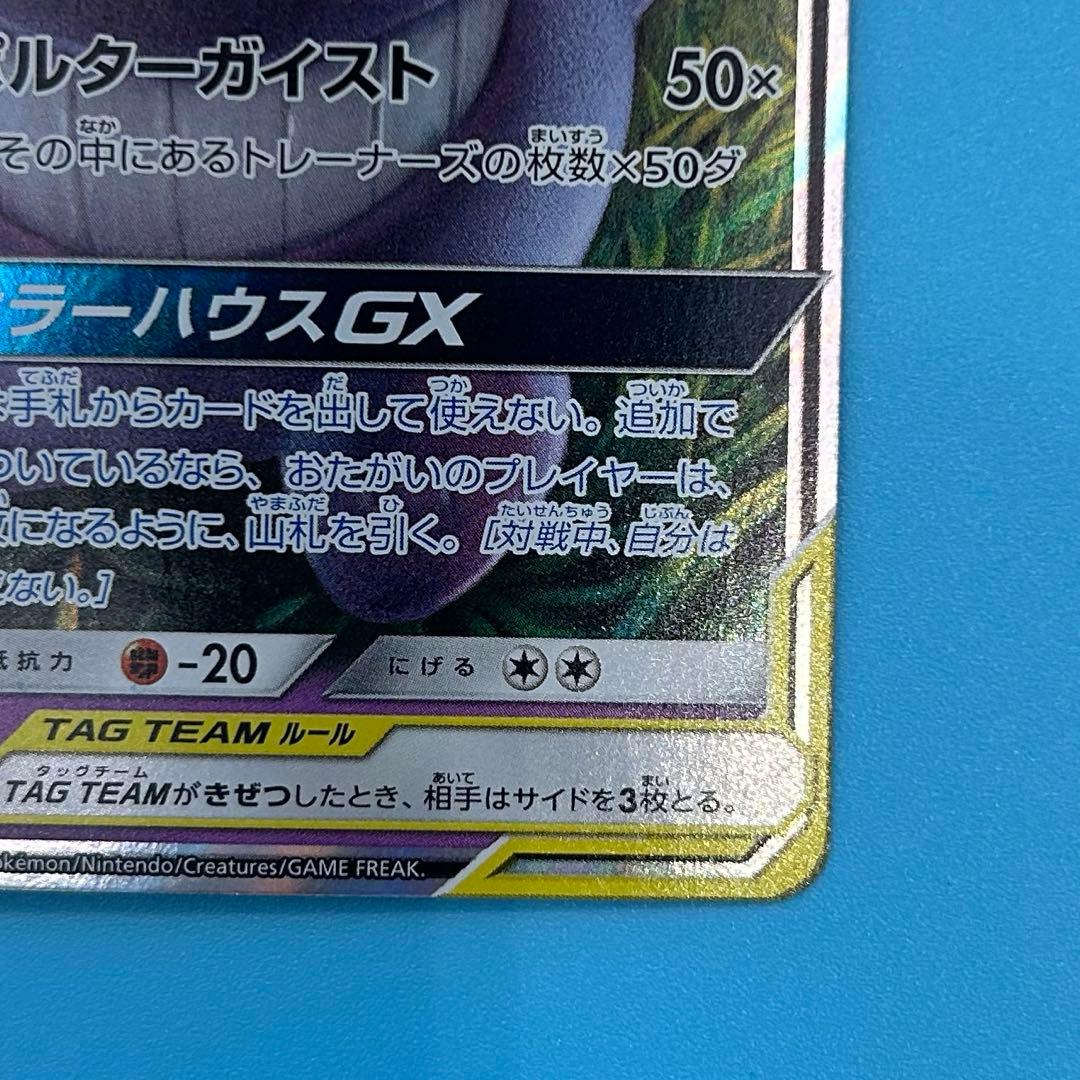 ルターガイスト 50×
その中にあるトレーナーズの枚数×50ダ
ラーハウスGX
手札からカードを出して使えない。追加で
ついているなら、おたがいのプレイヤーは、
になるように、山札を引く。[対戦中、自分は
えない。]
抵抗力 -20 にげる
TAG TEAM ルール
TAG TEAMがきぜつしたとき、相手はサイドを3枚とる。
okémon/Nintendo/Creatures/GAME FREAK.